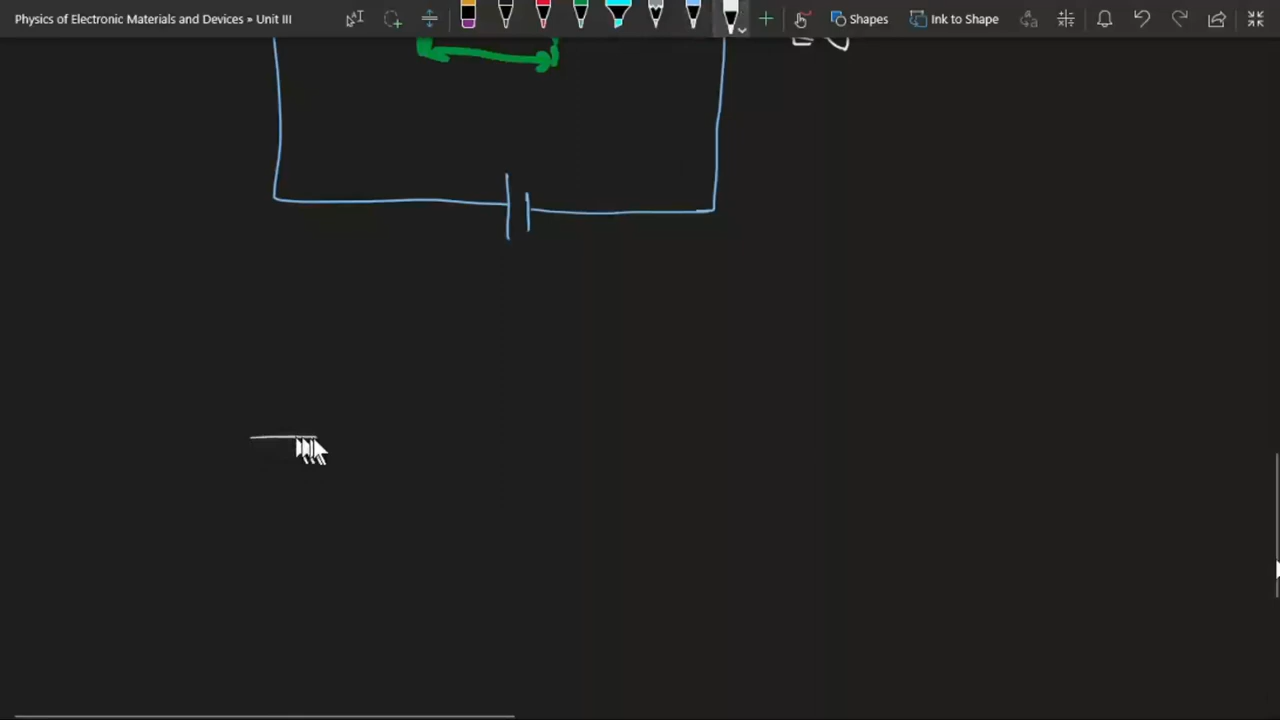 Physics of Electronic Materials and Devices » Unit III
Shapes
Ink to Shape